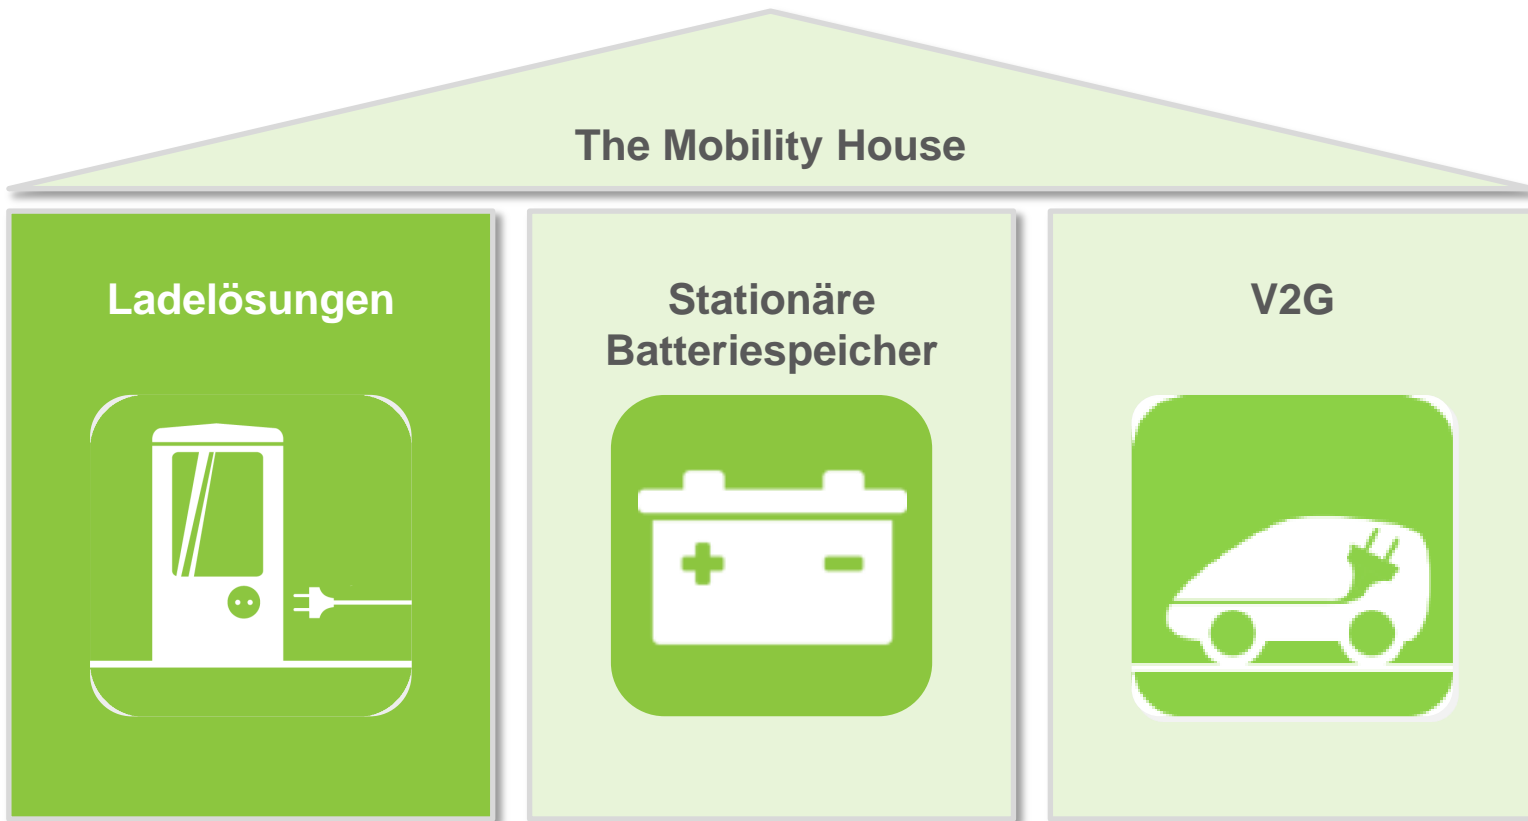 The Mobility House
Ladelösungen
Stationäre
Batteriespeicher
V2G